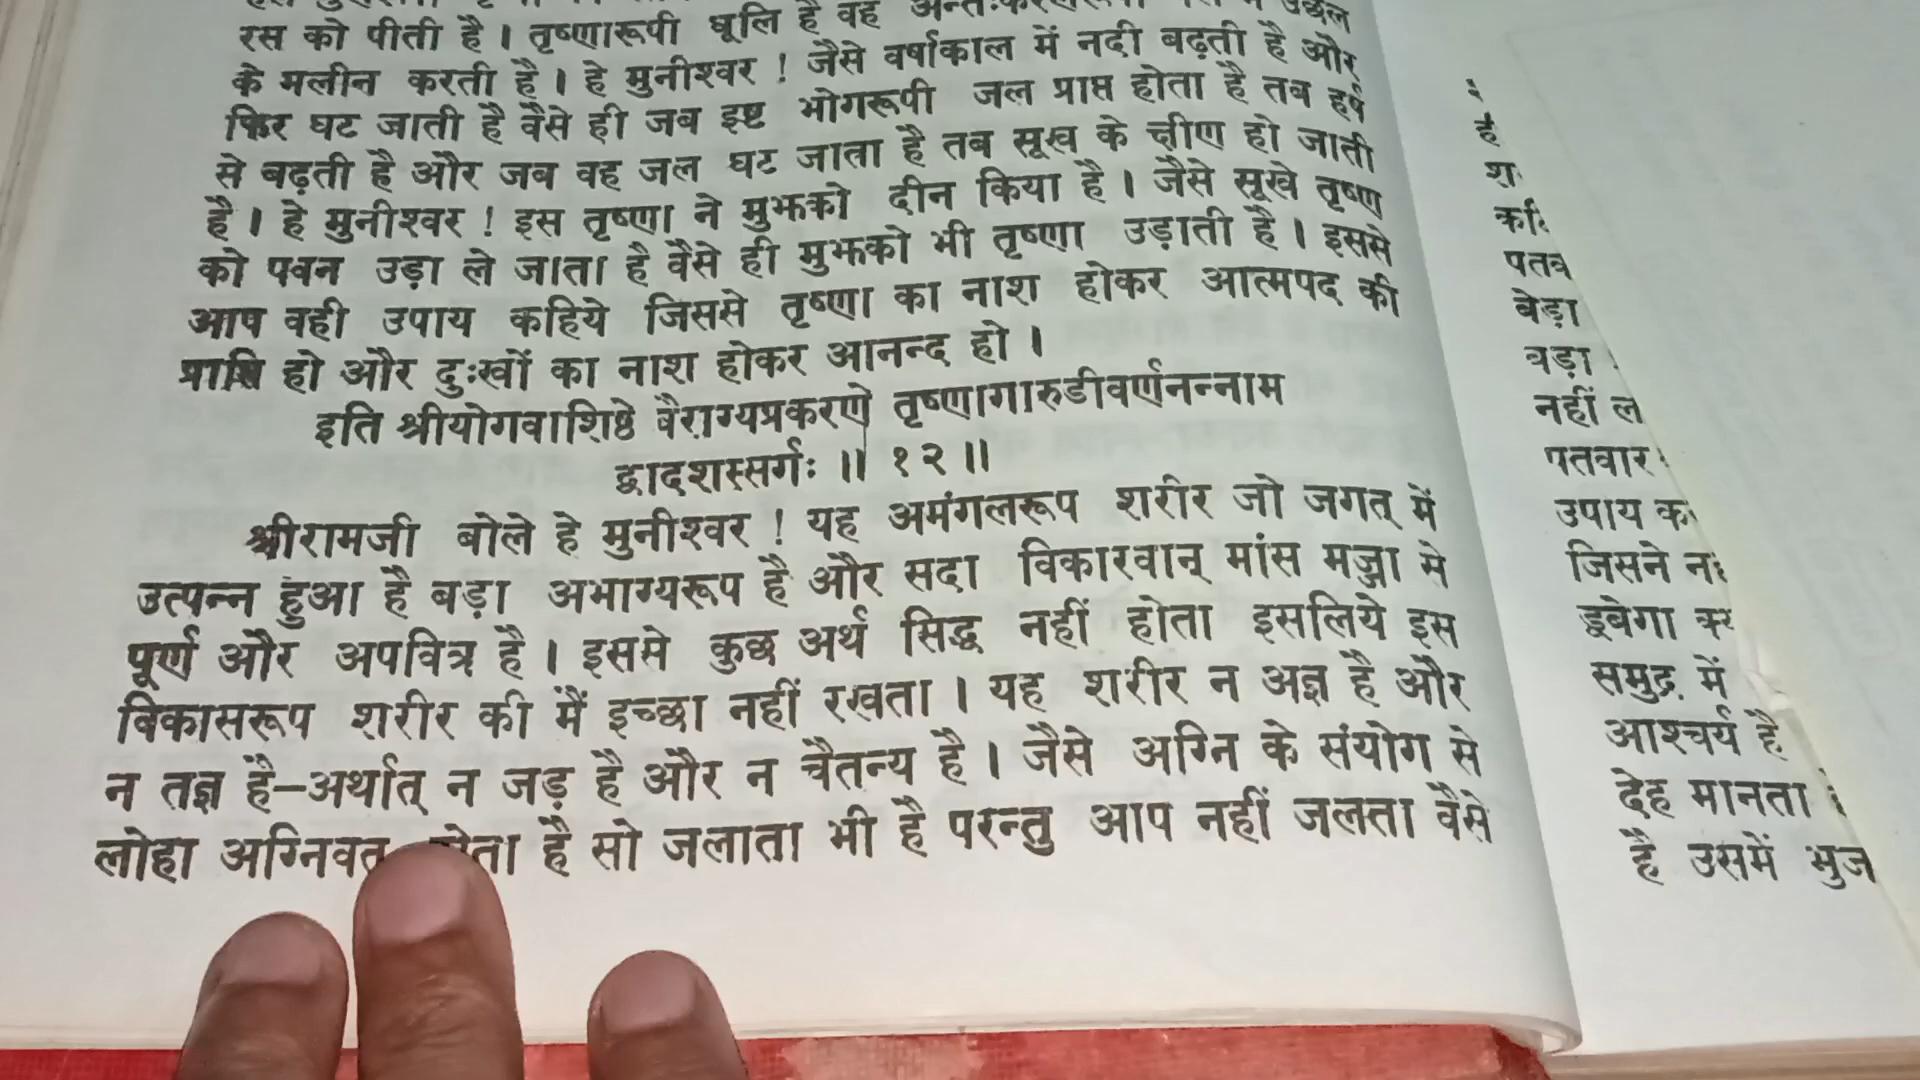 रस को पीती है । तृष्णारूपी धूलि है वह
के मलीन करती है । हे मुनीश्वर ! जैसे वर्षाकाल में नदी बढ़ती है और
फिर घट जाती है वैसे ही जब इष्ट भोगरूपी जल प्राप्त होता है तब हर्ष
से बढ़ती है और जब वह जल घट जाता है तब सूख के क्षीण हो जाती
है । हे मुनीश्वर ! इस तृष्णा ने मुझको दीन किया है । जैसे सूखे तृष्ण
को पवन उड़ा ले जाता है वैसे ही मुझको भी तृष्णा उड़ाती है । इससे
आप वही उपाय कहिये जिससे तृष्णा का नाश होकर आत्मपद की
प्राप्ति हो और दुःखों का नाश होकर आनन्द हो ।
इति श्रीयोगवाशिष्ठे वैराग्यप्रकरणे तृष्णागारुडीवर्णनन्नाम
द्वादशस्सर्गः ॥ १२ ॥
श्रीरामजी बोले हे मुनीश्वर ! यह अमंगलरूप शरीर जो जगत् में
उत्पन्न हुआ है बड़ा अभाग्यरूप है और सदा विकारवान् मांस मज्जा से
पूर्ण और अपवित्र है । इससे कुछ अर्थ सिद्ध नहीं होता इसलिये इस
विकासरूप शरीर की मैं इच्छा नहीं रखता । यह शरीर न अज्ञ है और
न तज्ञ है—अर्थात् न जड़ है और न चैतन्य है । जैसे अग्नि के संयोग से
लोहा अग्निवत् है सो जलाता भी है परन्तु आप नहीं जलता वैसे
है
बेड़ा
बड़ा
नहीं
पतवार
उपाय
जिसने
डूबेगा
समुद्र में
आश्चर्य है
देह मानता
है उसमें